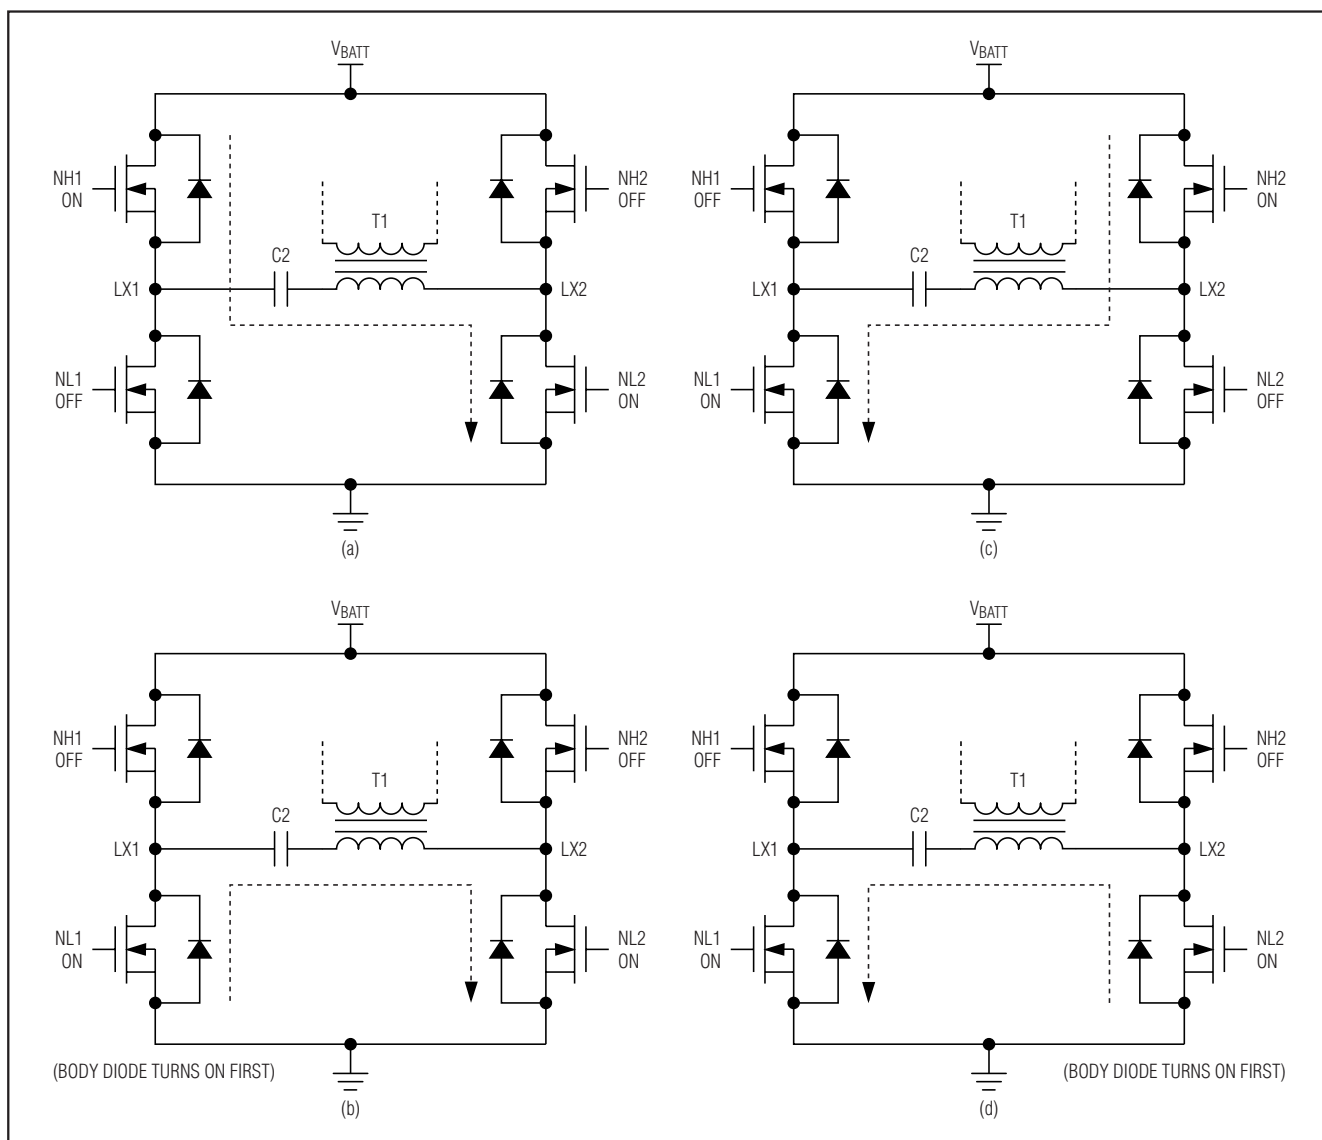 VBATT
NH1
ON
NH2
OFF
T1
C2
LX1
LX2
NL1
OFF
NL2
ON
(a)
VBATT
NH1
OFF
NH2
ON
T1
C2
LX1
LX2
NL1
ON
NL2
OFF
(c)
VBATT
NH1
OFF
NH2
OFF
T1
C2
LX1
LX2
NL1
ON
NL2
ON
(BODY DIODE TURNS ON FIRST)
(b)
VBATT
NH1
OFF
NH2
OFF
T1
C2
LX1
LX2
NL1
ON
NL2
ON
(BODY DIODE TURNS ON FIRST)
(d)